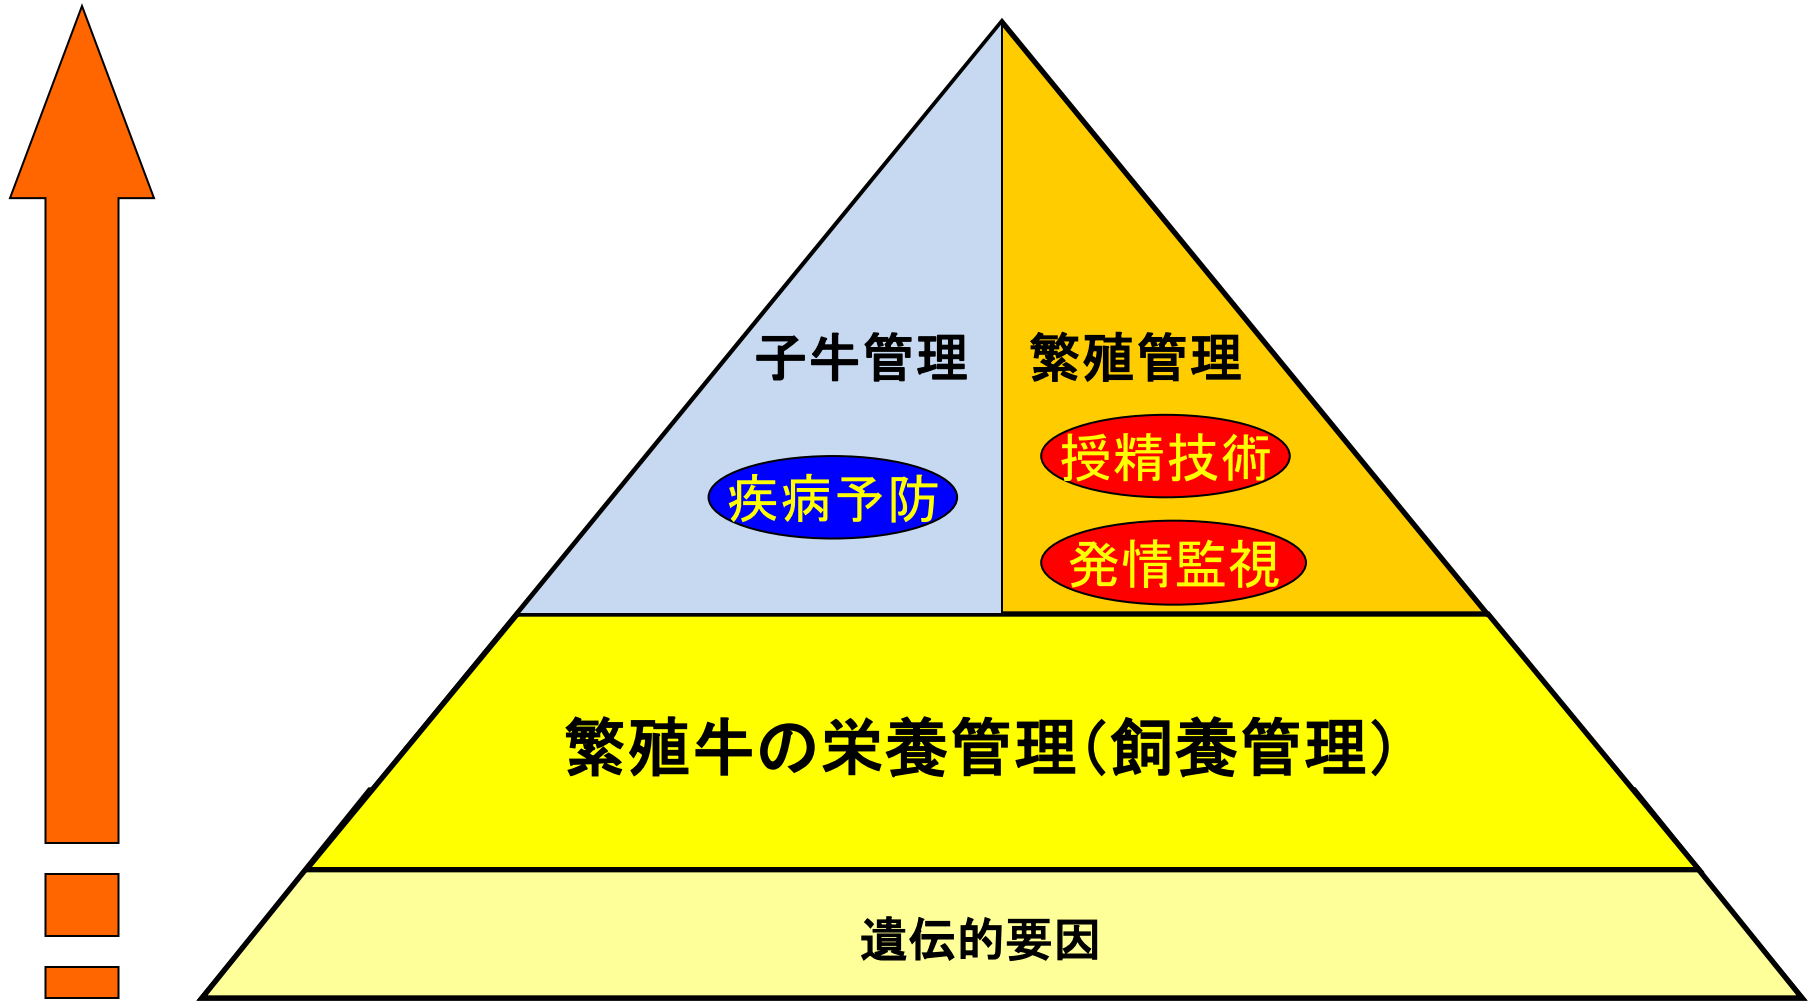 子牛管理
繁殖管理
疾病予防
授精技術
発情監視
繁殖牛の栄養管理（飼養管理）
遺伝的要因